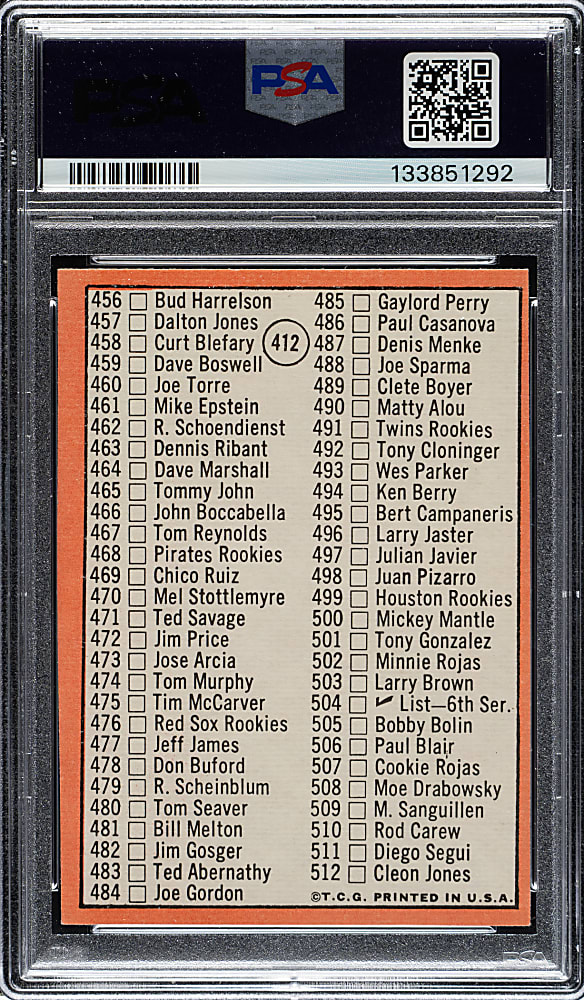 PSA
133851292
456 Bud Harrelson
457 Dalton Jones
458 Curt Blefary
459 Dave Boswell
460 Joe Torre
461 Mike Epstein
462 R. Schoendienst
463 Dennis Ribant
464 Dave Marshall
465 Tommy John
466 John Boccabella
467 Tom Reynolds
468 Pirates Rookies
469 Chico Ruiz
470 Mel Stottlemyre
471 Ted Savage
472 Jim Price
473 Jose Arcia
474 Tom Murphy
475 Tim McCarver
476 Red Sox Rookies
477 Jeff James
478 Don Buford
479 R. Scheinblum
480 Tom Seaver
481 Bill Melton
482 Jim Gosger
483 Ted Abernathy
484 Joe Gordon
412
485 Gaylord Perry
486 Paul Casanova
487 Denis Menke
488 Joe Sparma
489 Clete Boyer
490 Matty Alou
491 Twins Rookies
492 Tony Cloninger
493 Wes Parker
494 Ken Berry
495 Bert Campaneris
496 Larry Jaster
497 Julian Javier
498 Juan Pizarro
499 Houston Rookies
500 Mickey Mantle
501 Tony Gonzalez
502 Minnie Rojas
503 Larry Brown
504 ✔ List—6th Ser.
505 Bobby Bolin
506 Paul Blair
507 Cookie Rojas
508 Moe Drabowsky
509 M. Sanguillen
510 Rod Carew
511 Diego Segui
512 Cleon Jones
©T.C.G. PRINTED IN U.S.A.
PSA